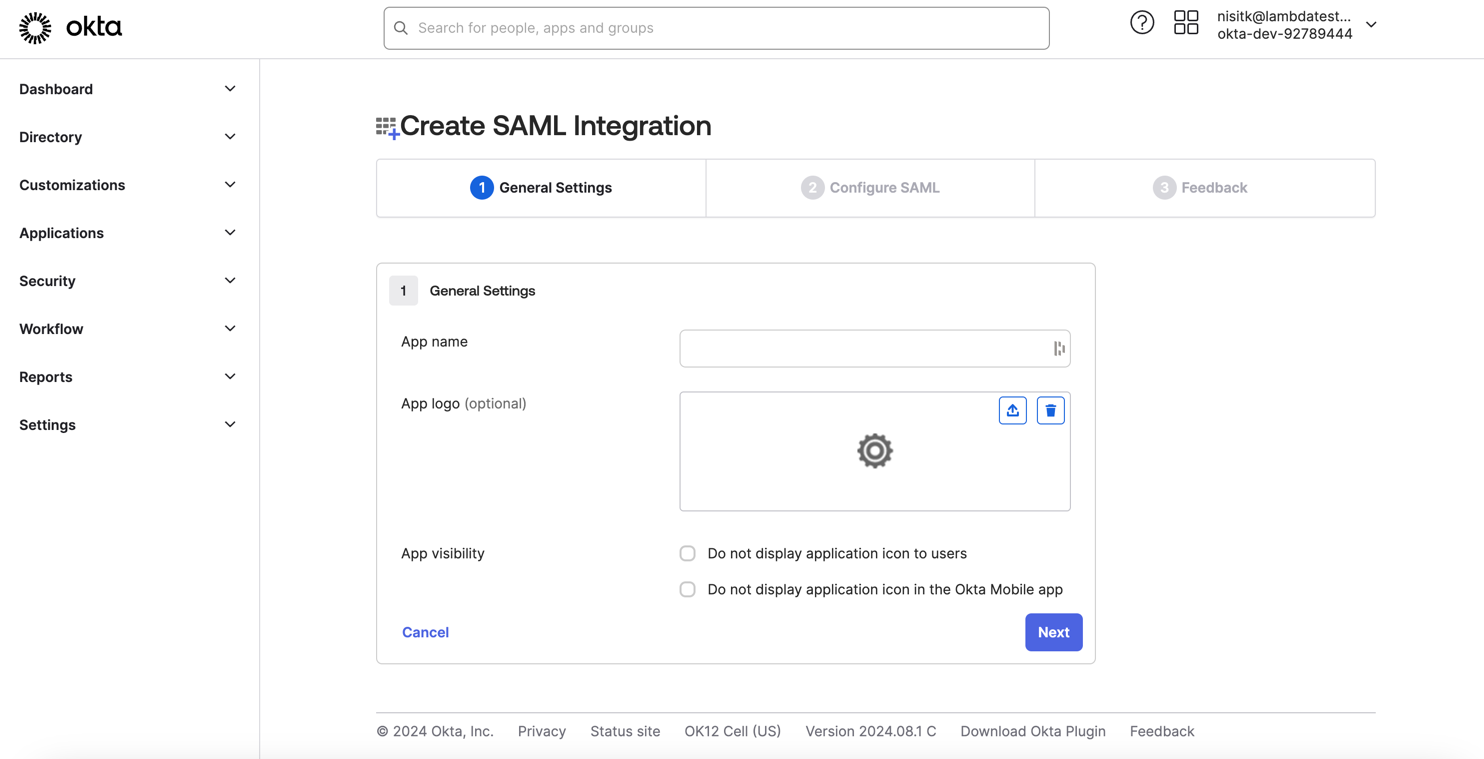 okta
Search for people, apps and groups
nisitk@lambdatest...
okta-dev-92789444
Dashboard
Directory
Customizations
Applications
Security
Workflow
Reports
Settings
Create SAML Integration
1 General Settings
2 Configure SAML
3 Feedback
1 General Settings
App name
App logo (optional)
App visibility
Do not display application icon to users
Do not display application icon in the Okta Mobile app
Cancel
Next
© 2024 Okta, Inc. Privacy Status site OK12 Cell (US) Version 2024.08.1 C Download Okta Plugin Feedback